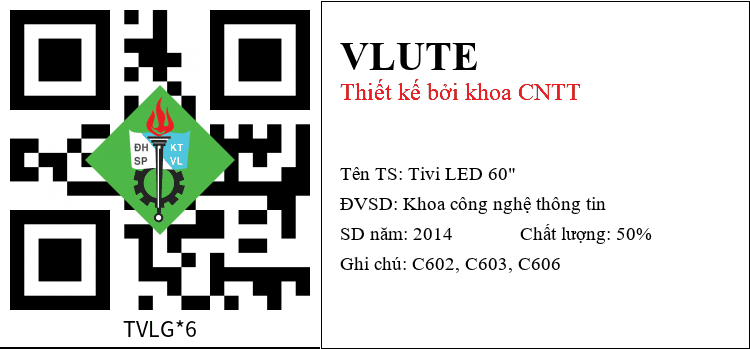 ĐH KT
SP VL
TVLG*6
VLUTE
Thiết kế bởi khoa CNTT
Tên TS: Tivi LED 60"
ĐVSD: Khoa công nghệ thông tin
SD năm: 2014 Chất lượng: 50%
Ghi chú: C602, C603, C606